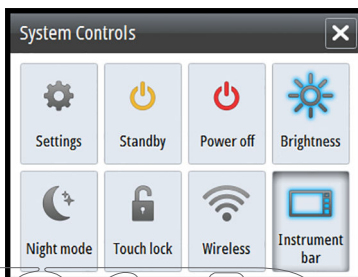 System Controls
Settings
Standby
Power off
Brightness
Night mode
Touch lock
Wireless
Instrument
bar